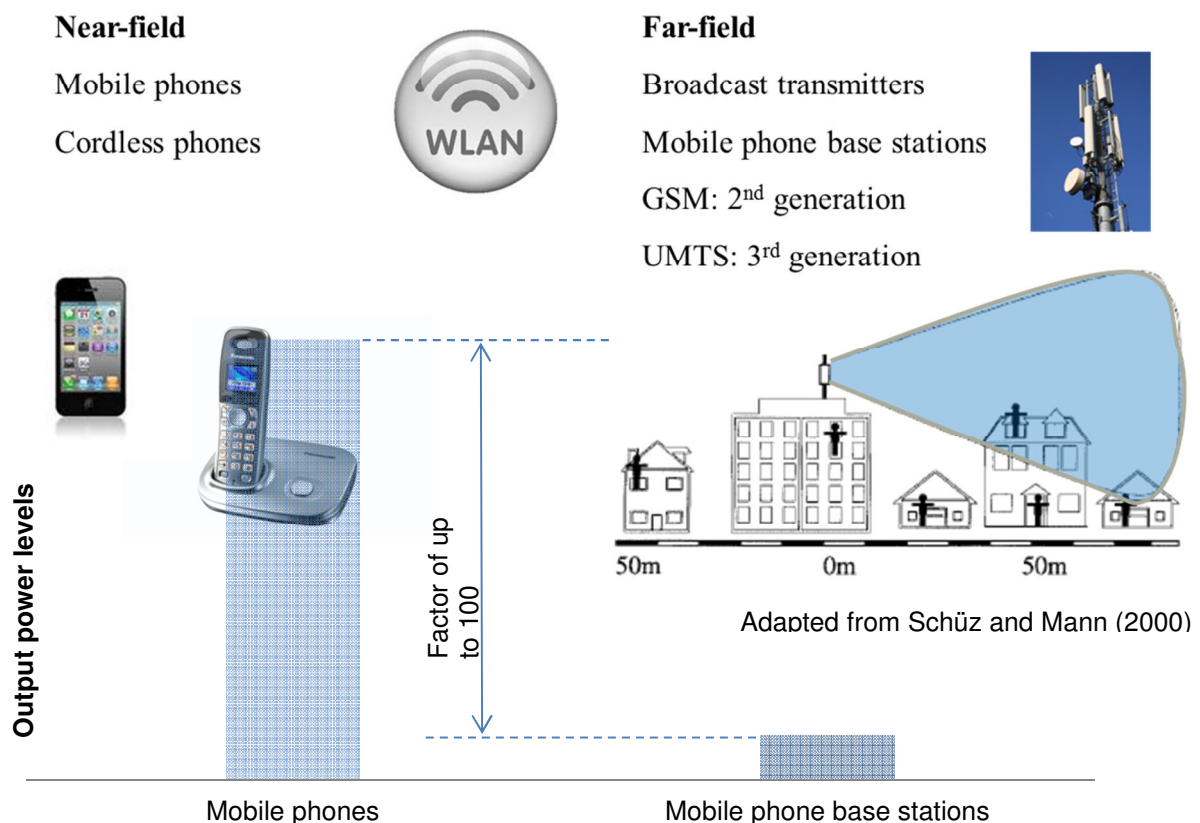 Near-field
Mobile phones
Cordless phones
WLAN
Far-field
Broadcast transmitters
Mobile phone base stations
GSM: 2nd generation
UMTS: 3rd generation
50m
0m
50m
Adapted from Schüz and Mann (2000)
Output power levels
Factor of up
to 100
Mobile phones
Mobile phone base stations